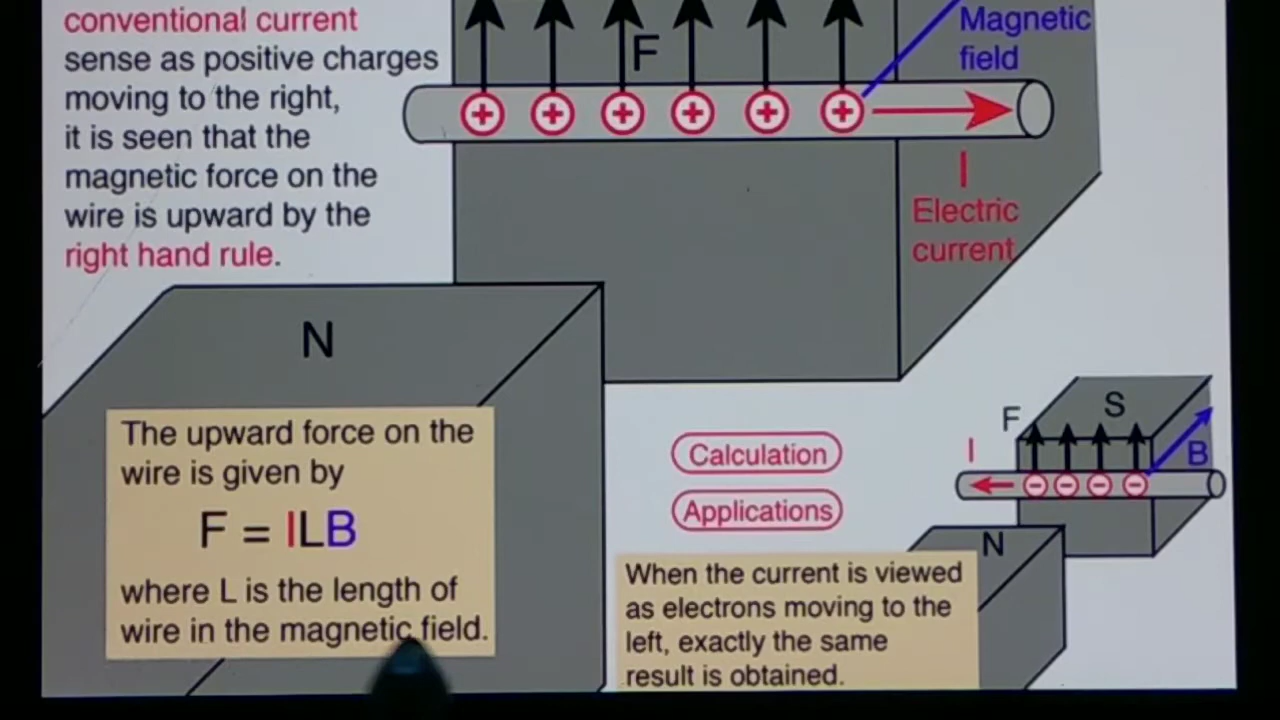 conventional current
sense as positive charges
moving to the right,
it is seen that the
magnetic force on the
wire is upward by the
right hand rule.
F
Magnetic
field
+ + + + + +
I
Electric
current
N
The upward force on the
wire is given by
F = ILB
where L is the length of
wire in the magnetic field.
Calculation
Applications
F
S
I
B
- - - -
N
When the current is viewed
as electrons moving to the
left, exactly the same
result is obtained.